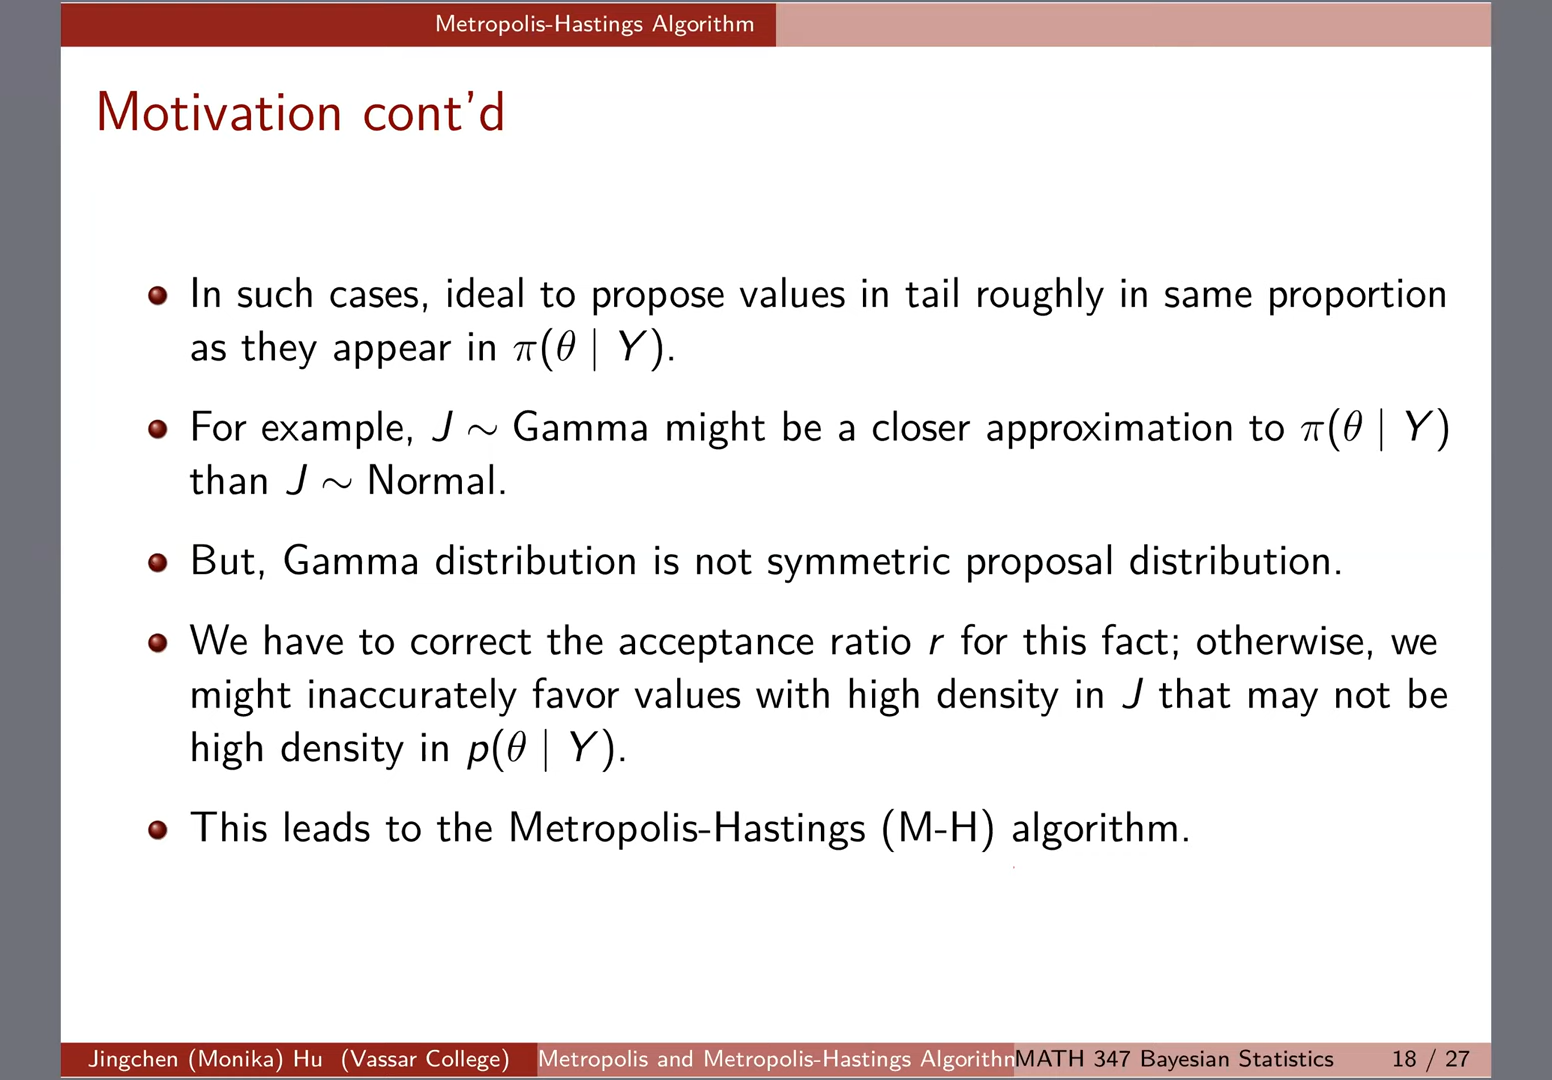 Metropolis-Hastings Algorithm
Motivation cont'd
In such cases, ideal to propose values in tail roughly in same proportion
as they appear in π(θ | Y).
For example, J ∼ Gamma might be a closer approximation to π(θ | Y)
than J ∼ Normal.
But, Gamma distribution is not symmetric proposal distribution.
We have to correct the acceptance ratio r for this fact; otherwise, we
might inaccurately favor values with high density in J that may not be
high density in p(θ | Y).
This leads to the Metropolis-Hastings (M-H) algorithm.
Jingchen (Monika) Hu (Vassar College) Metropolis and Metropolis-Hastings Algorithm MATH 347 Bayesian Statistics 18 / 27